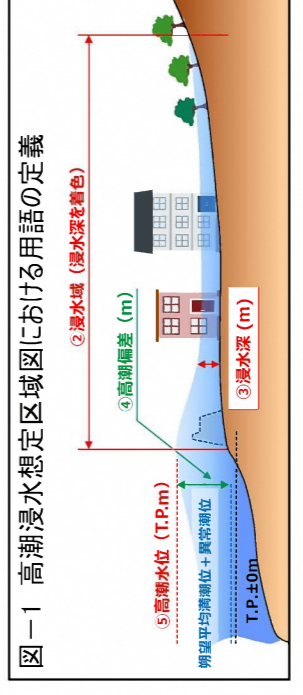 図－1　高潮浸水想定区域図における用語の定義
②浸水域（浸水深を着色）
④高潮偏差（m）
⑤高潮水位（T.P.m）
③浸水深（m）
朔望平均満潮位＋異常潮位
T.P.±0m